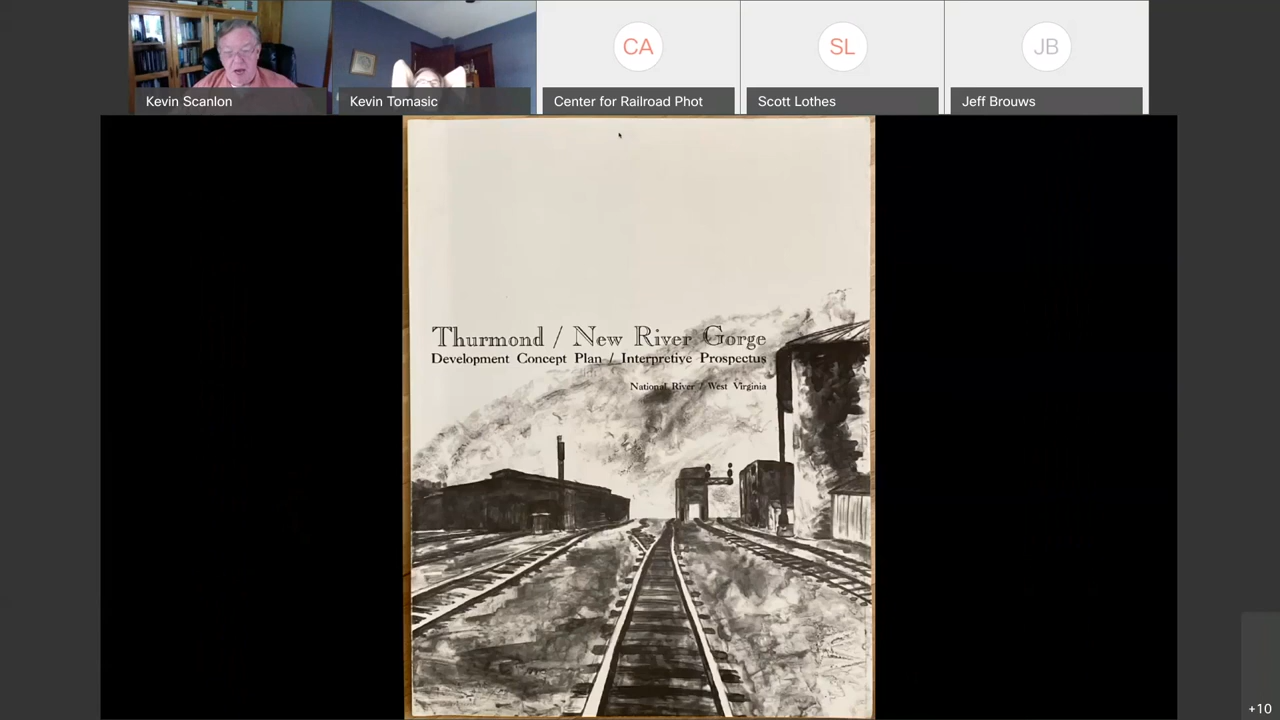 CA
SL
JB
Kevin Scanlon
Kevin Tomasic
Center for Railroad Phot
Scott Lothes
Jeff Brouws
Thurmond / New River Gorge
Development Concept Plan / Interpretive Prospectus
National River / West Virginia
+10